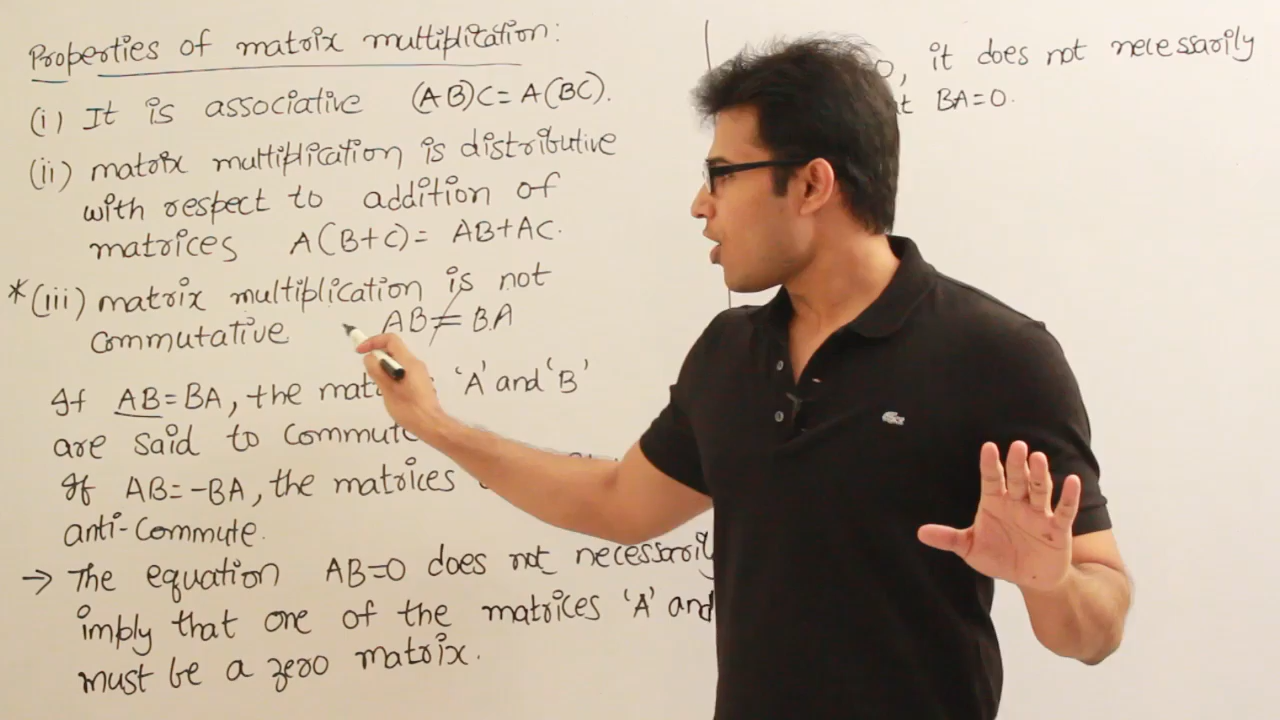 Properties of matrix multiplication:
(i) It is associative (AB)C = A(BC).
(ii) matrix multiplication is distributive
with respect to addition of
matrices A(B+C) = AB+AC.
*(iii) matrix multiplication is not
commutative AB ≠ BA
If AB=BA, the 'A' and 'B'
are said to commute
If AB=-BA, the matrices
anti-commute.
→ The equation AB=0 does not necessarily
imply that one of the matrices 'A' and
must be a zero matrix.
0, it does not necessarily
BA=0.